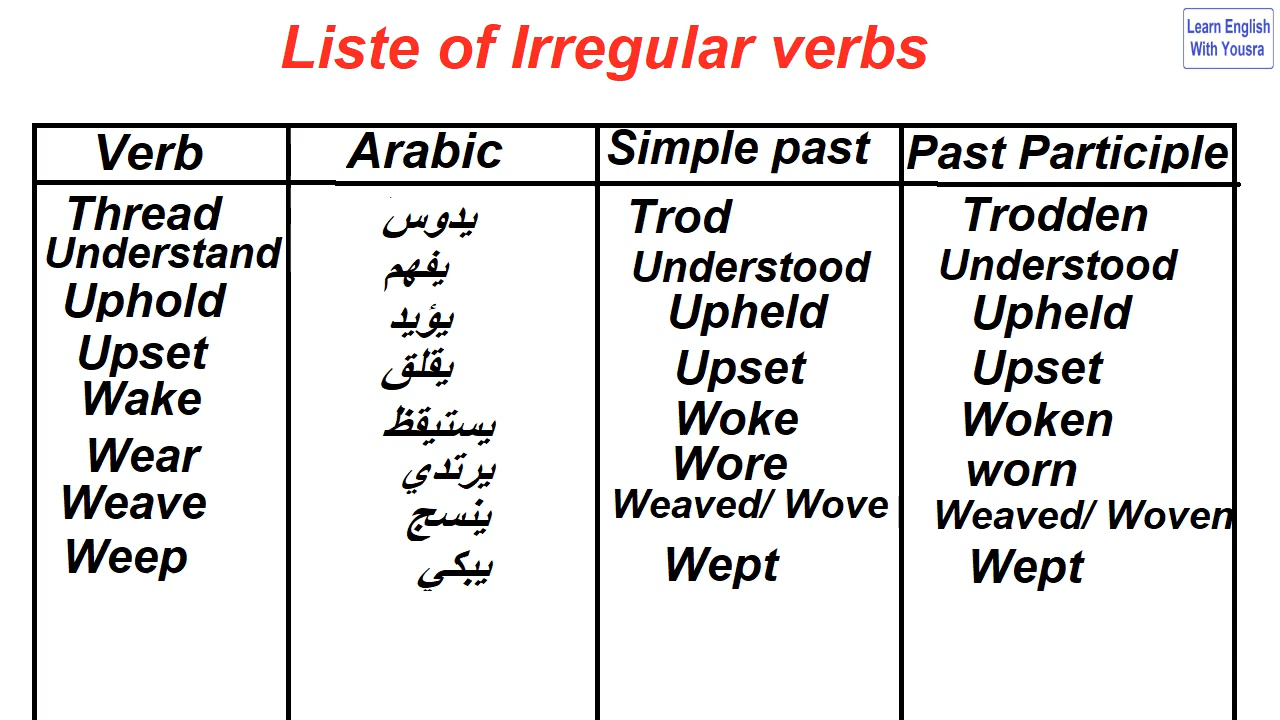 Liste of Irregular verbs
Learn English
With Yousra
Verb Arabic Simple past Past Participle
Thread يدوس Trod Trodden
Understand يفهم Understood Understood
Uphold يؤيد Upheld Upheld
Upset يقلق Upset Upset
Wake يستيقظ Woke Woken
Wear يرتدي Wore worn
Weave ينسج Weaved/ Wove Weaved/ Woven
Weep يبكي Wept Wept